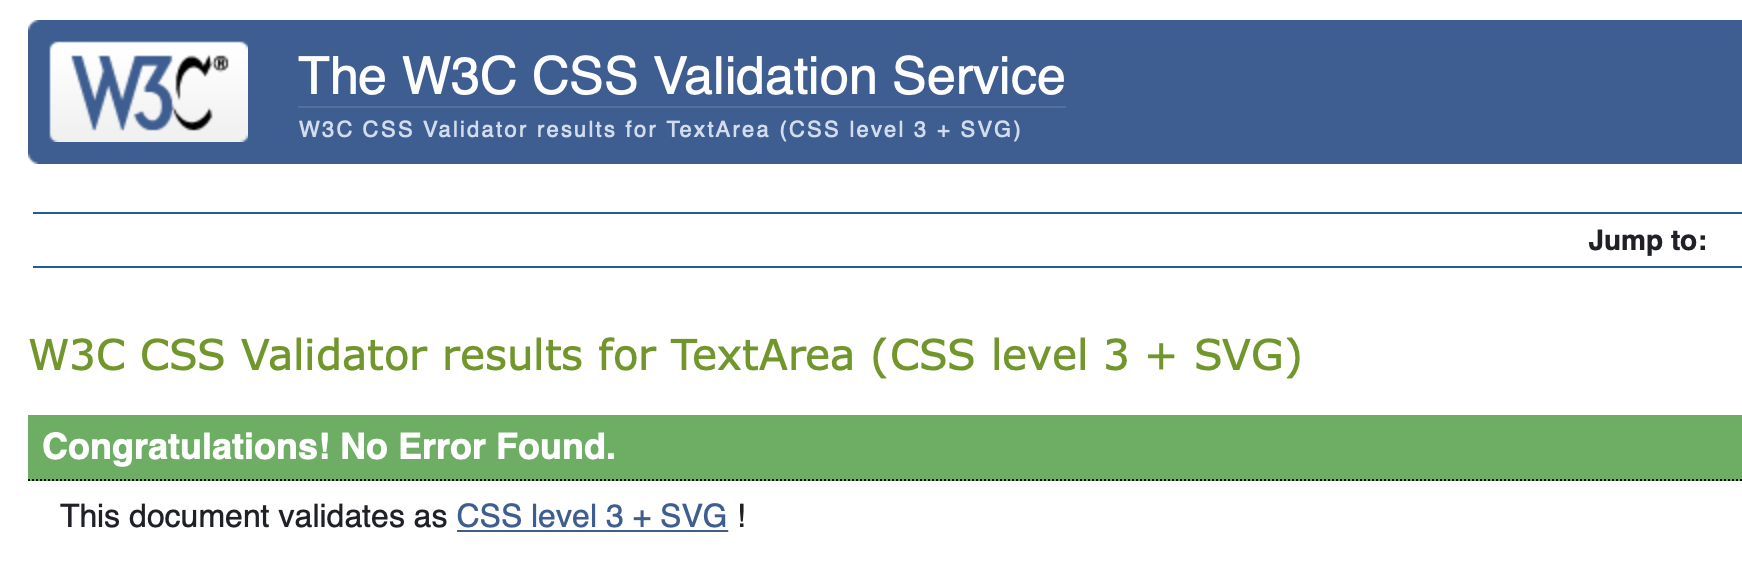 W3C®
The W3C CSS Validation Service
W3C CSS Validator results for TextArea (CSS level 3 + SVG)
Jump to:
W3C CSS Validator results for TextArea (CSS level 3 + SVG)
Congratulations! No Error Found.
This document validates as CSS level 3 + SVG !